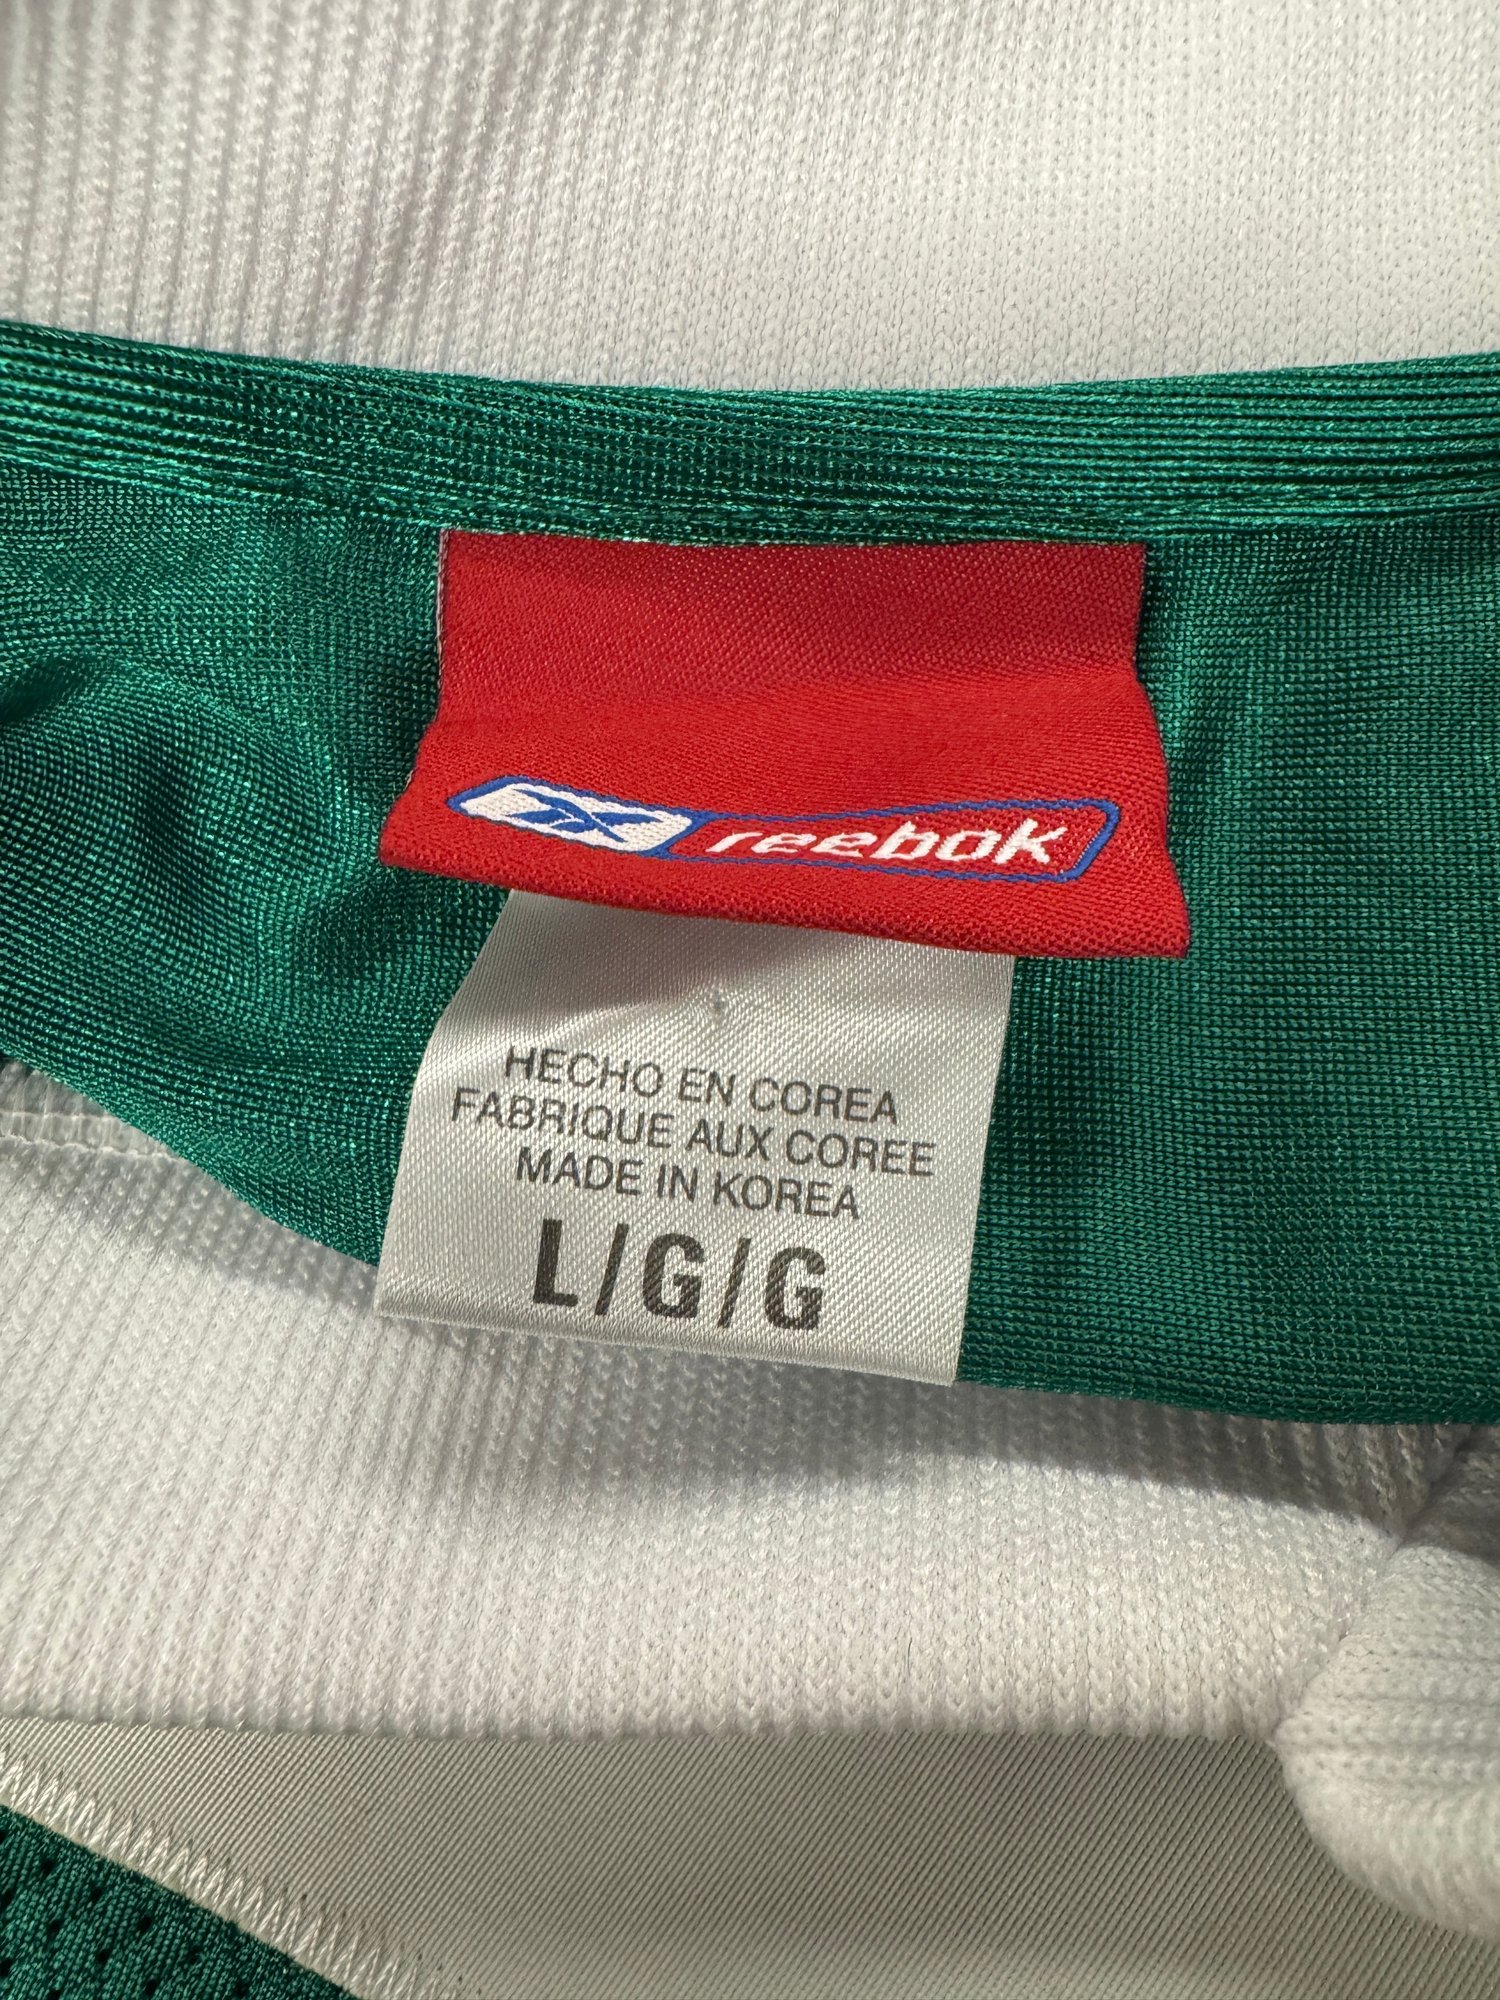 reebok
HECHO EN COREA
FABRIQUE AUX COREE
MADE IN KOREA
L/G/G